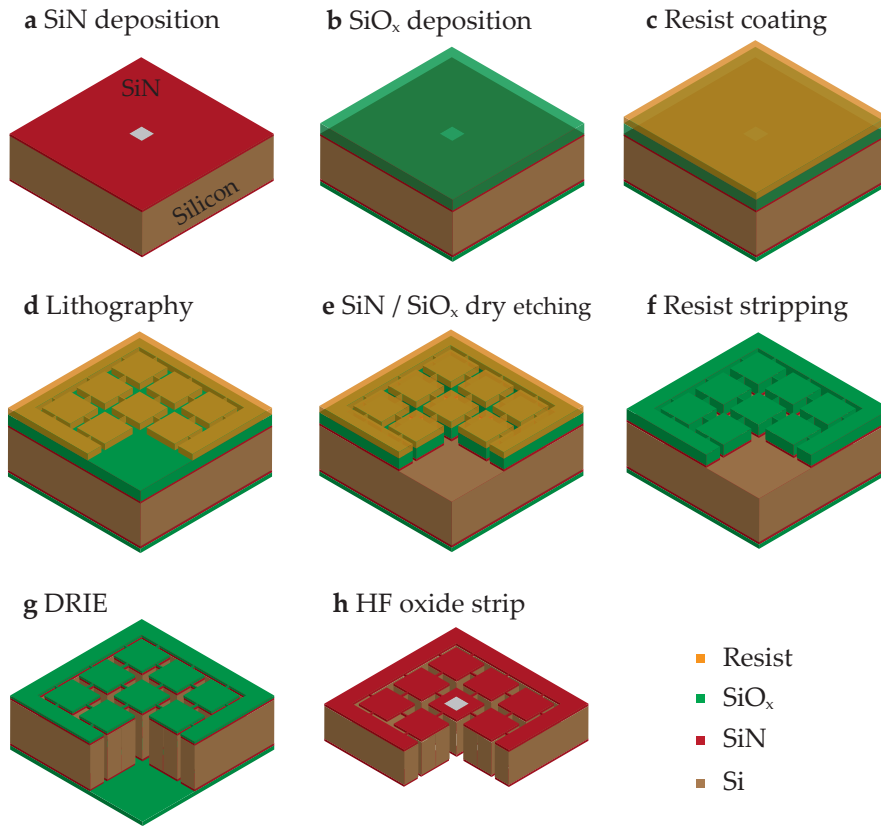 a SiN deposition
b SiOₓ deposition
c Resist coating
SiN
Silicon
d Lithography
e SiN / SiOₓ dry etching
f Resist stripping
g DRIE
h HF oxide strip
Resist
SiOₓ
SiN
Si